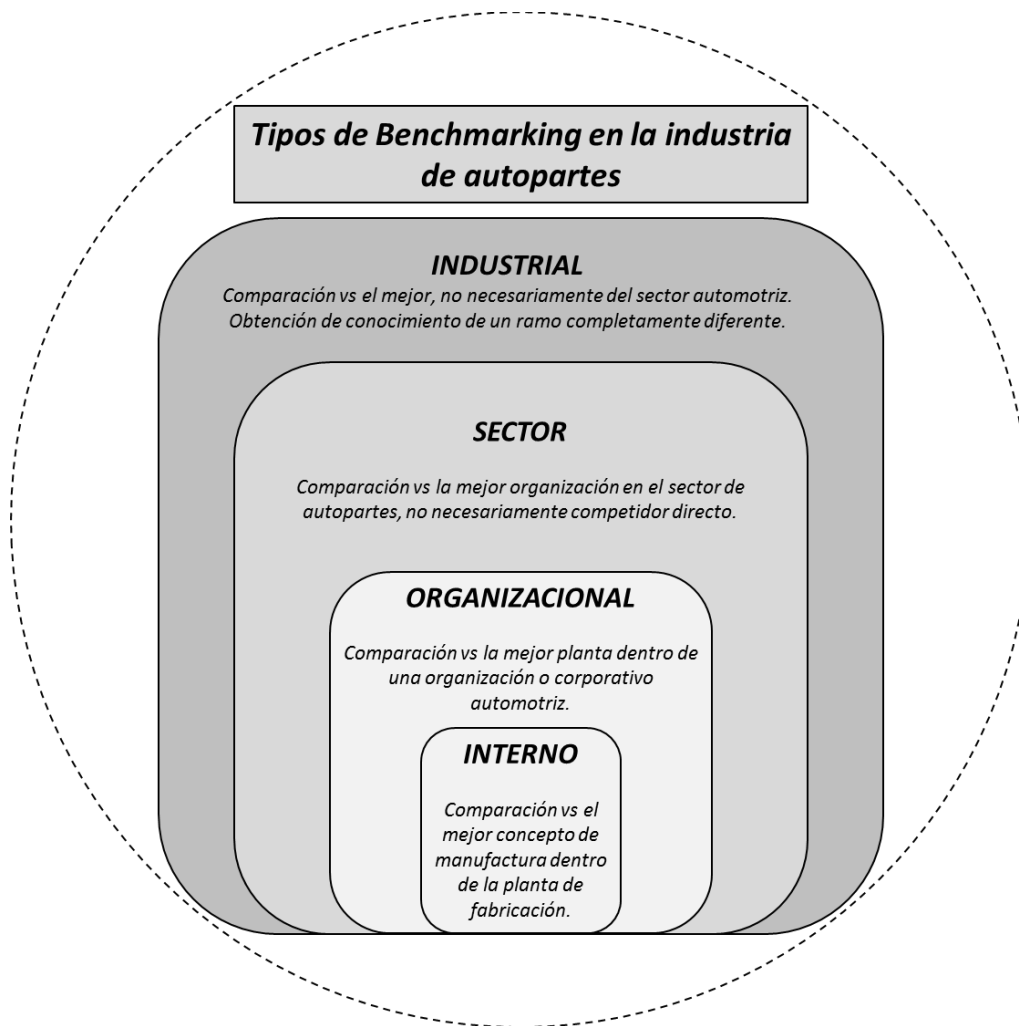 Tipos de Benchmarking en la industria
de autopartes
INDUSTRIAL
Comparación vs el mejor, no necesariamente del sector automotriz.
Obtención de conocimiento de un ramo completamente diferente.
SECTOR
Comparación vs la mejor organización en el sector de
autopartes, no necesariamente competidor directo.
ORGANIZACIONAL
Comparación vs la mejor planta dentro de
una organización o corporativo
automotriz.
INTERNO
Comparación vs el
mejor concepto de
manufactura dentro
de la planta de
fabricación.